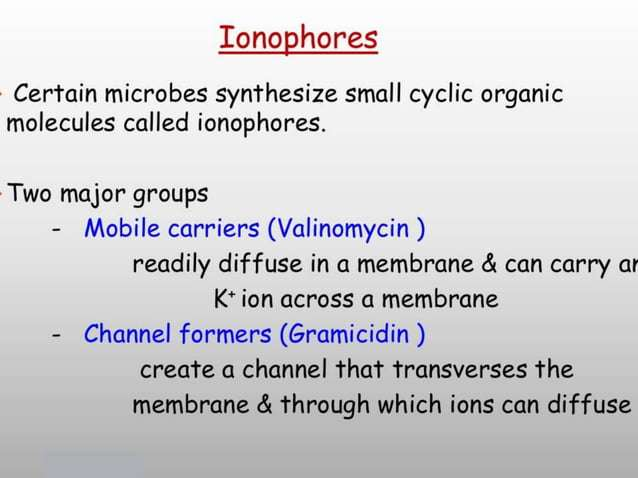 Ionophores
Certain microbes synthesize small cyclic organic
molecules called ionophores.
Two major groups
- Mobile carriers (Valinomycin )
readily diffuse in a membrane & can carry an
K⁺ ion across a membrane
- Channel formers (Gramicidin )
create a channel that transverses the
membrane & through which ions can diffuse